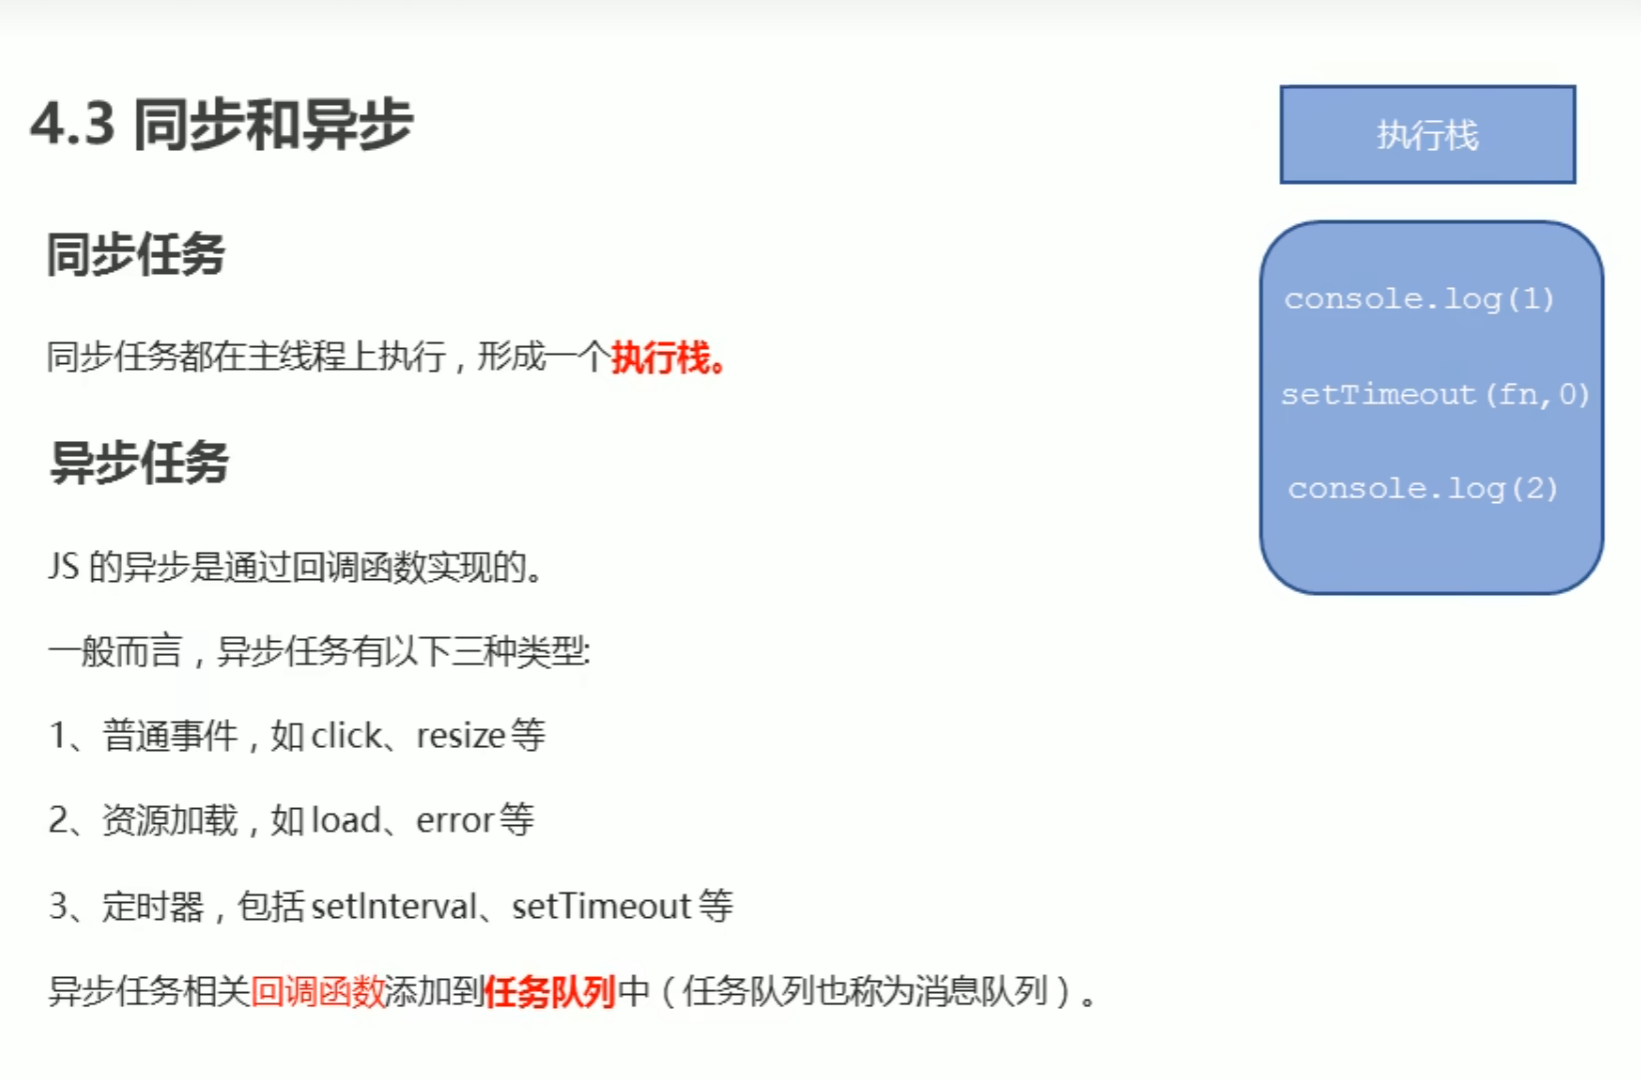 4.3 同步和异步
同步任务
同步任务都在主线程上执行，形成一个执行栈。
异步任务
JS 的异步是通过回调函数实现的。
一般而言，异步任务有以下三种类型:
1、普通事件，如 click、resize 等
2、资源加载，如 load、error 等
3、定时器，包括 setInterval、setTimeout 等
异步任务相关回调函数添加到任务队列中（任务队列也称为消息队列）。
执行栈
console.log(1)
setTimeout(fn,0)
console.log(2)